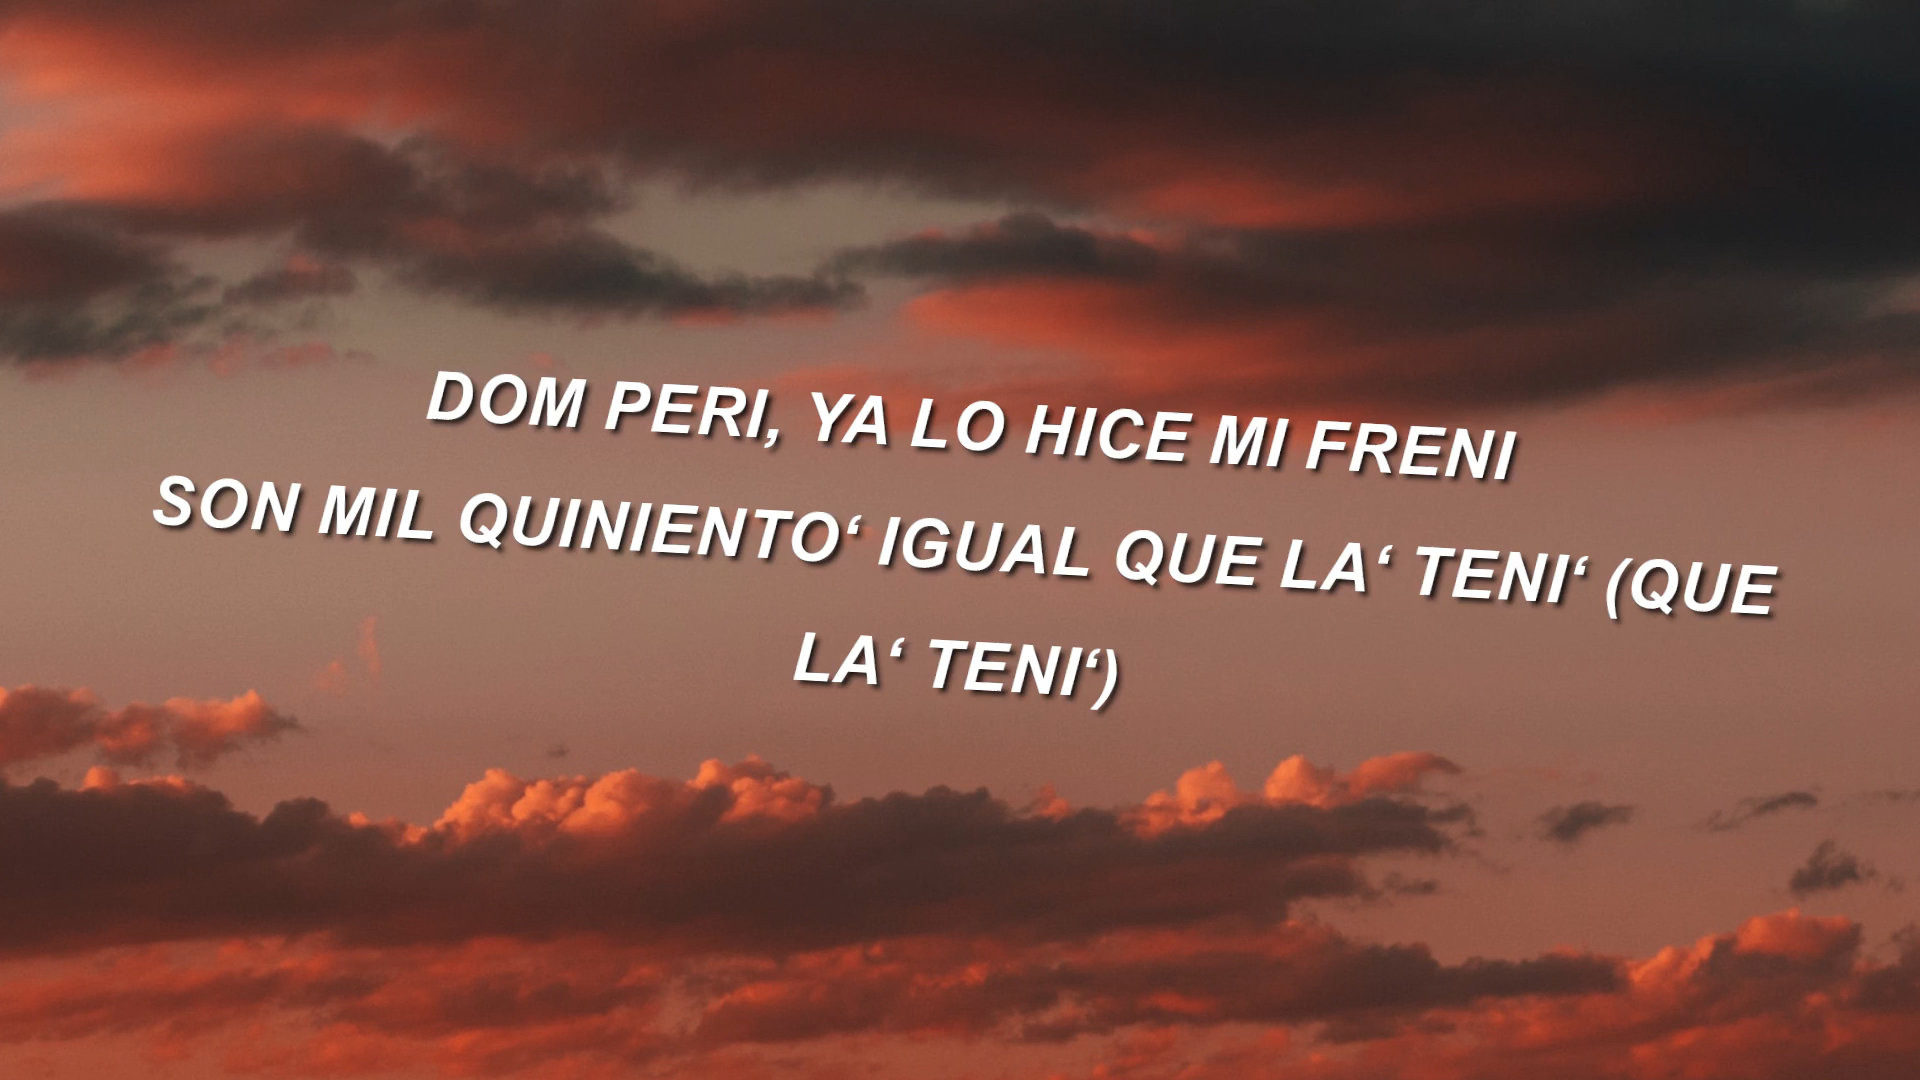 DOM PERI, YA LO HICE MI FRENI
SON MIL QUINIENTO‘ IGUAL QUE LA‘ TENI‘ (QUE
LA‘ TENI‘)